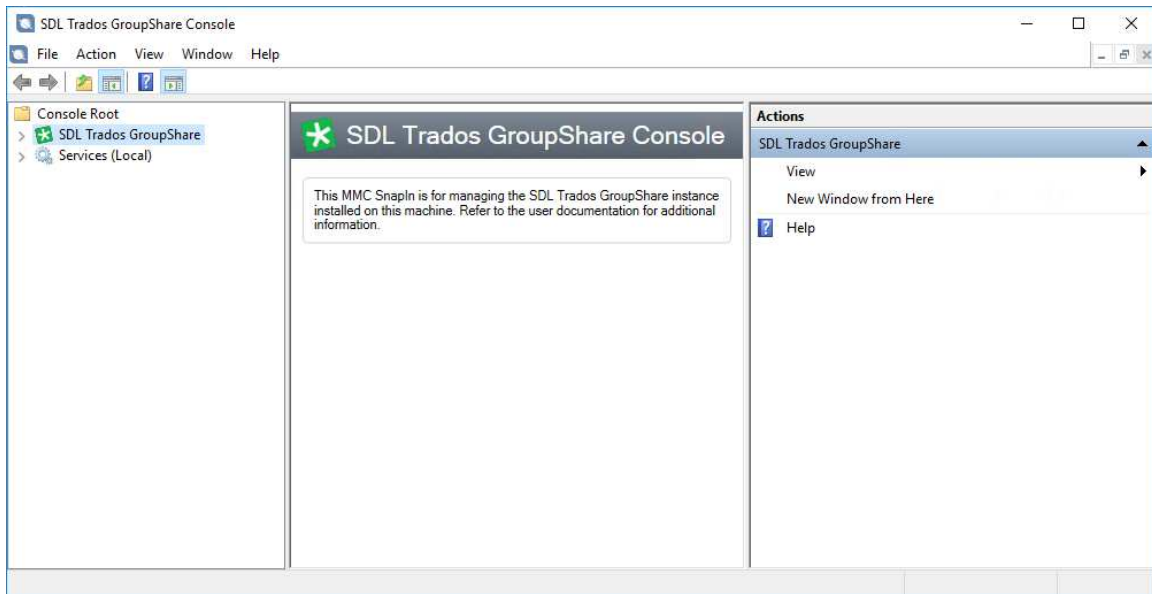 SDL Trados GroupShare Console
File Action View Window Help
Console Root
SDL Trados GroupShare
Services (Local)
SDL Trados GroupShare Console
This MMC SnapIn is for managing the SDL Trados GroupShare instance
installed on this machine. Refer to the user documentation for additional
information.
Actions
SDL Trados GroupShare
View
New Window from Here
Help